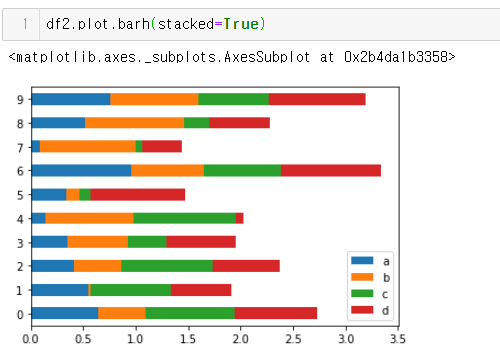 1 df2.plot.barh(stacked=True)
<matplotlib.axes._subplots.AxesSubplot at 0x2b4da1b3358>
9
8
7
6
5
4
3
2
1
0
a
b
c
d
0.0 0.5 1.0 1.5 2.0 2.5 3.0 3.5